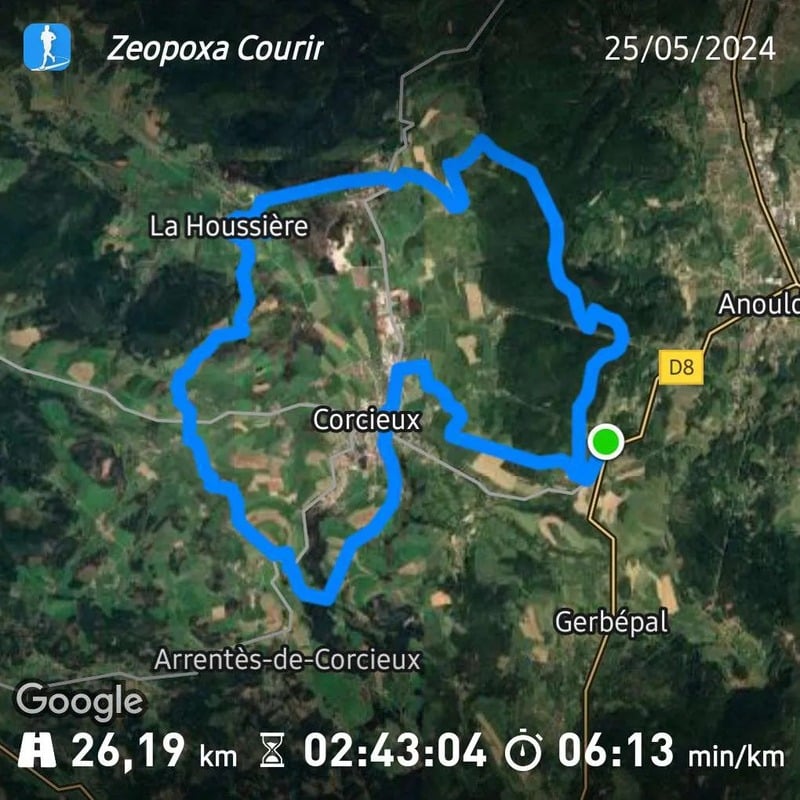 Zeopoxa Courir 25/05/2024
La Houssière
Anould
D8
Corcieux
Gerbépal
Arrentès-de-Corcieux
Google
26,19 km 02:43:04 06:13 min/km